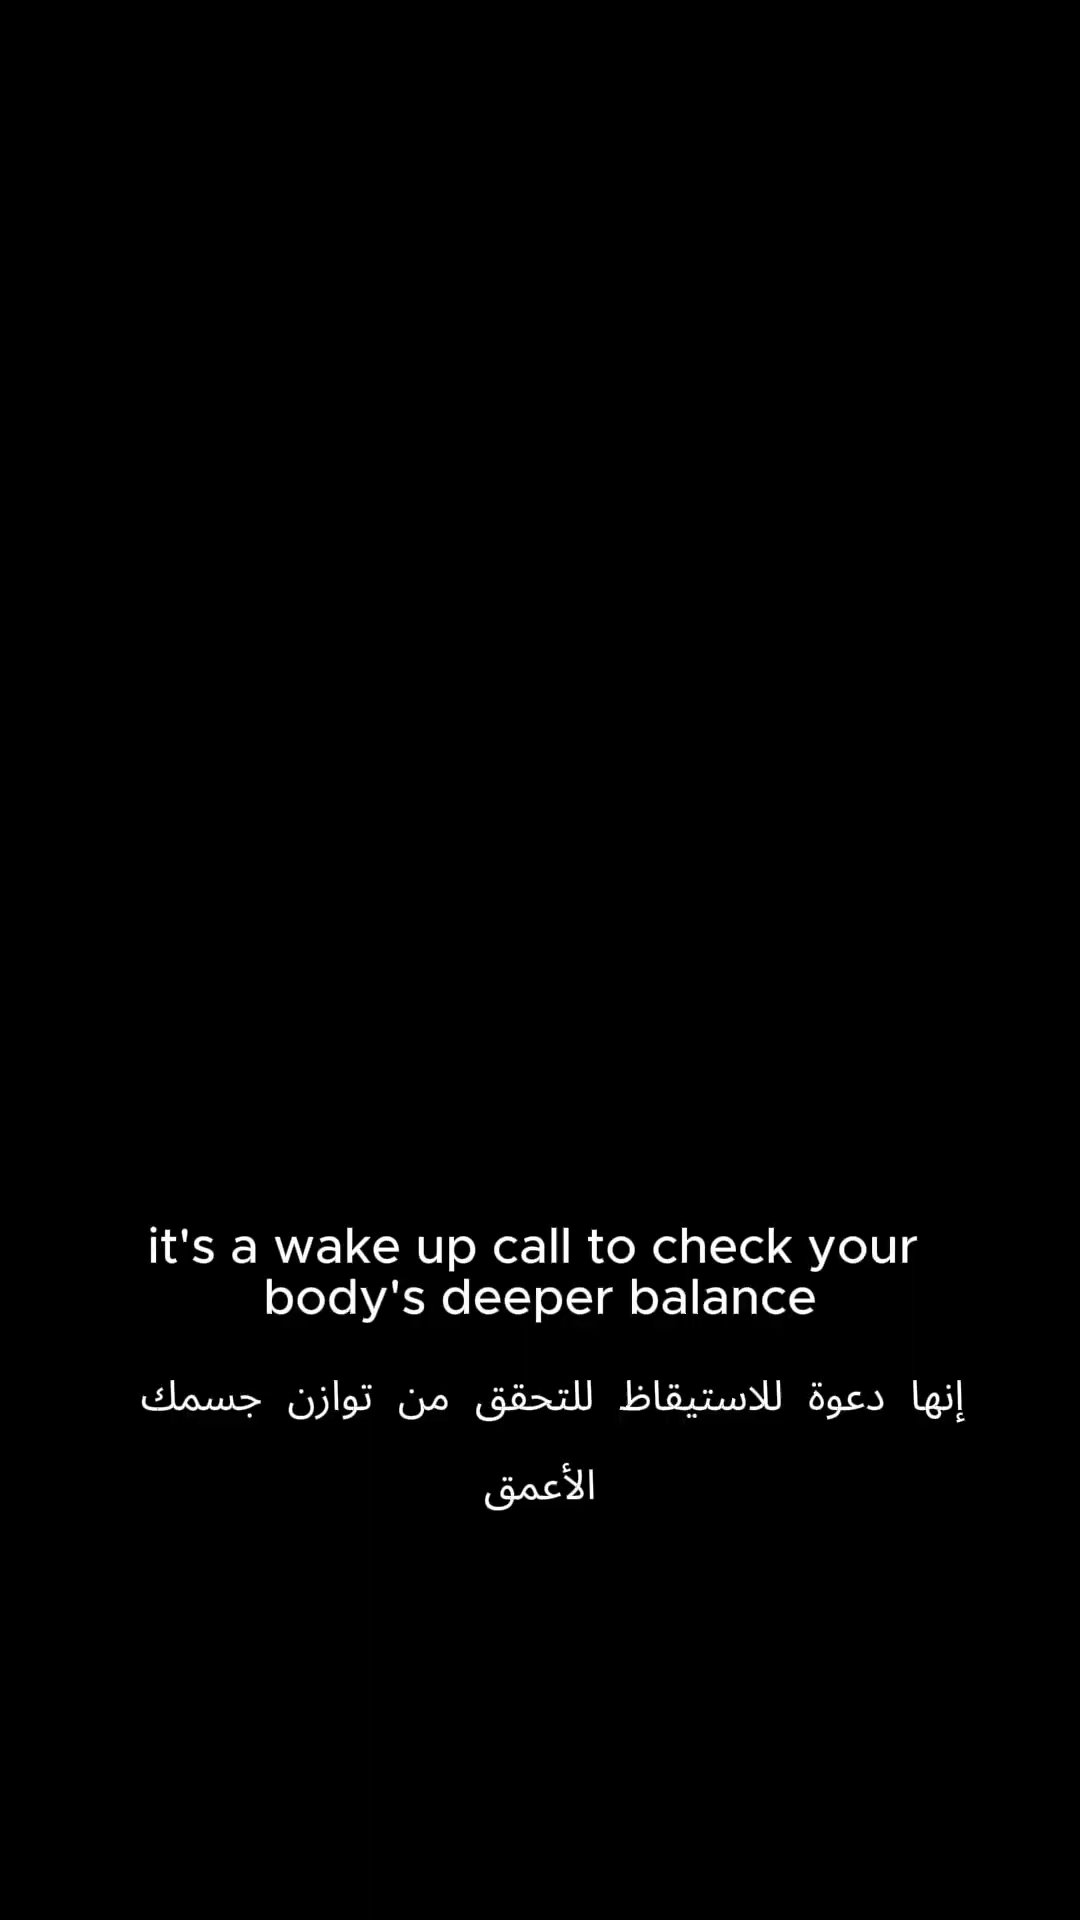 it's a wake up call to check your
body's deeper balance
إنها دعوة للاستيقاظ للتحقق من توازن جسمك
الأعمق